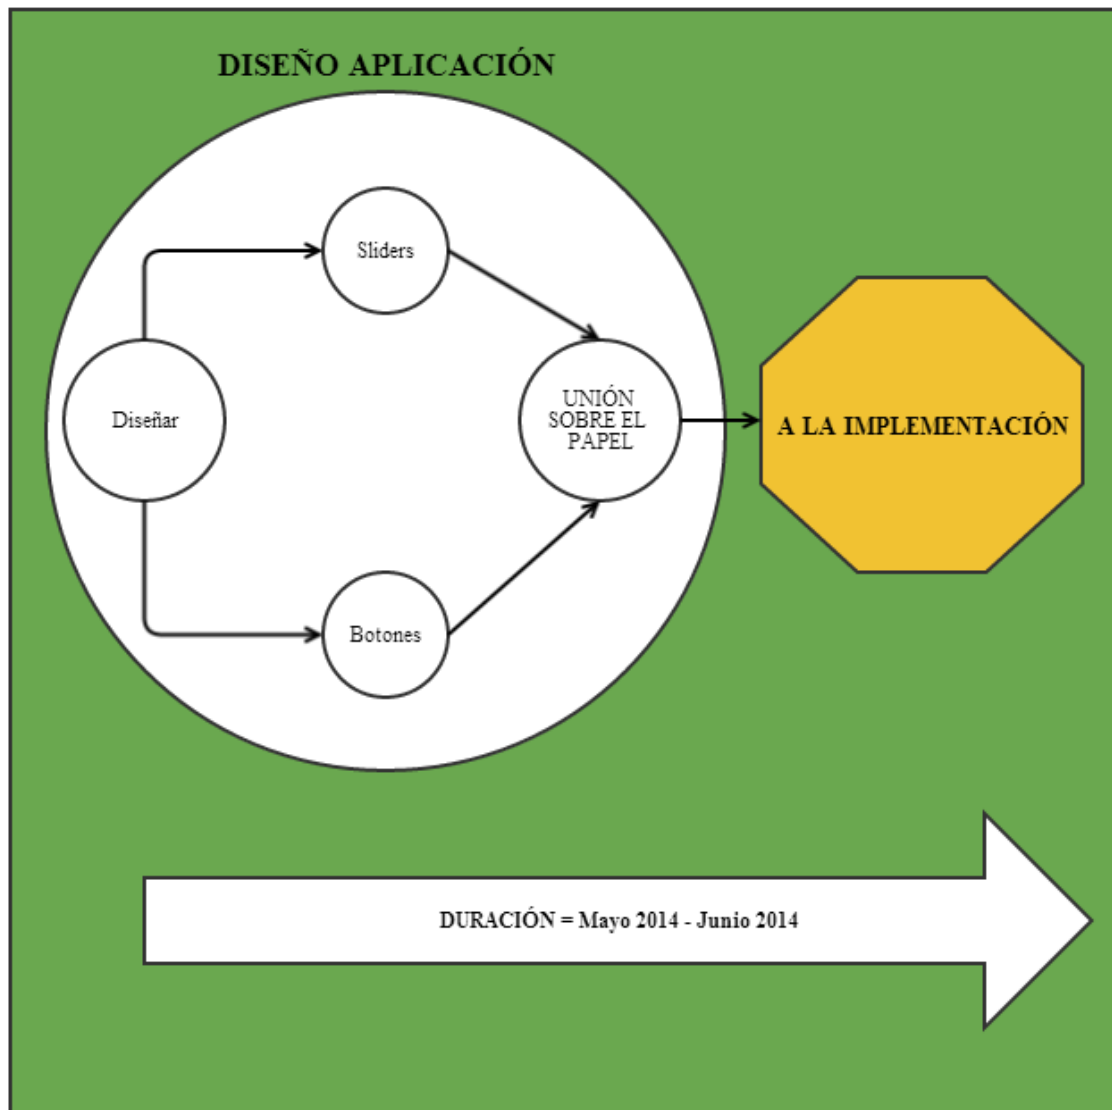 DISEÑO APLICACIÓN
Sliders
Diseñar
UNIÓN
SOBRE EL
PAPEL
A LA IMPLEMENTACIÓN
Botones
DURACIÓN = Mayo 2014 - Junio 2014